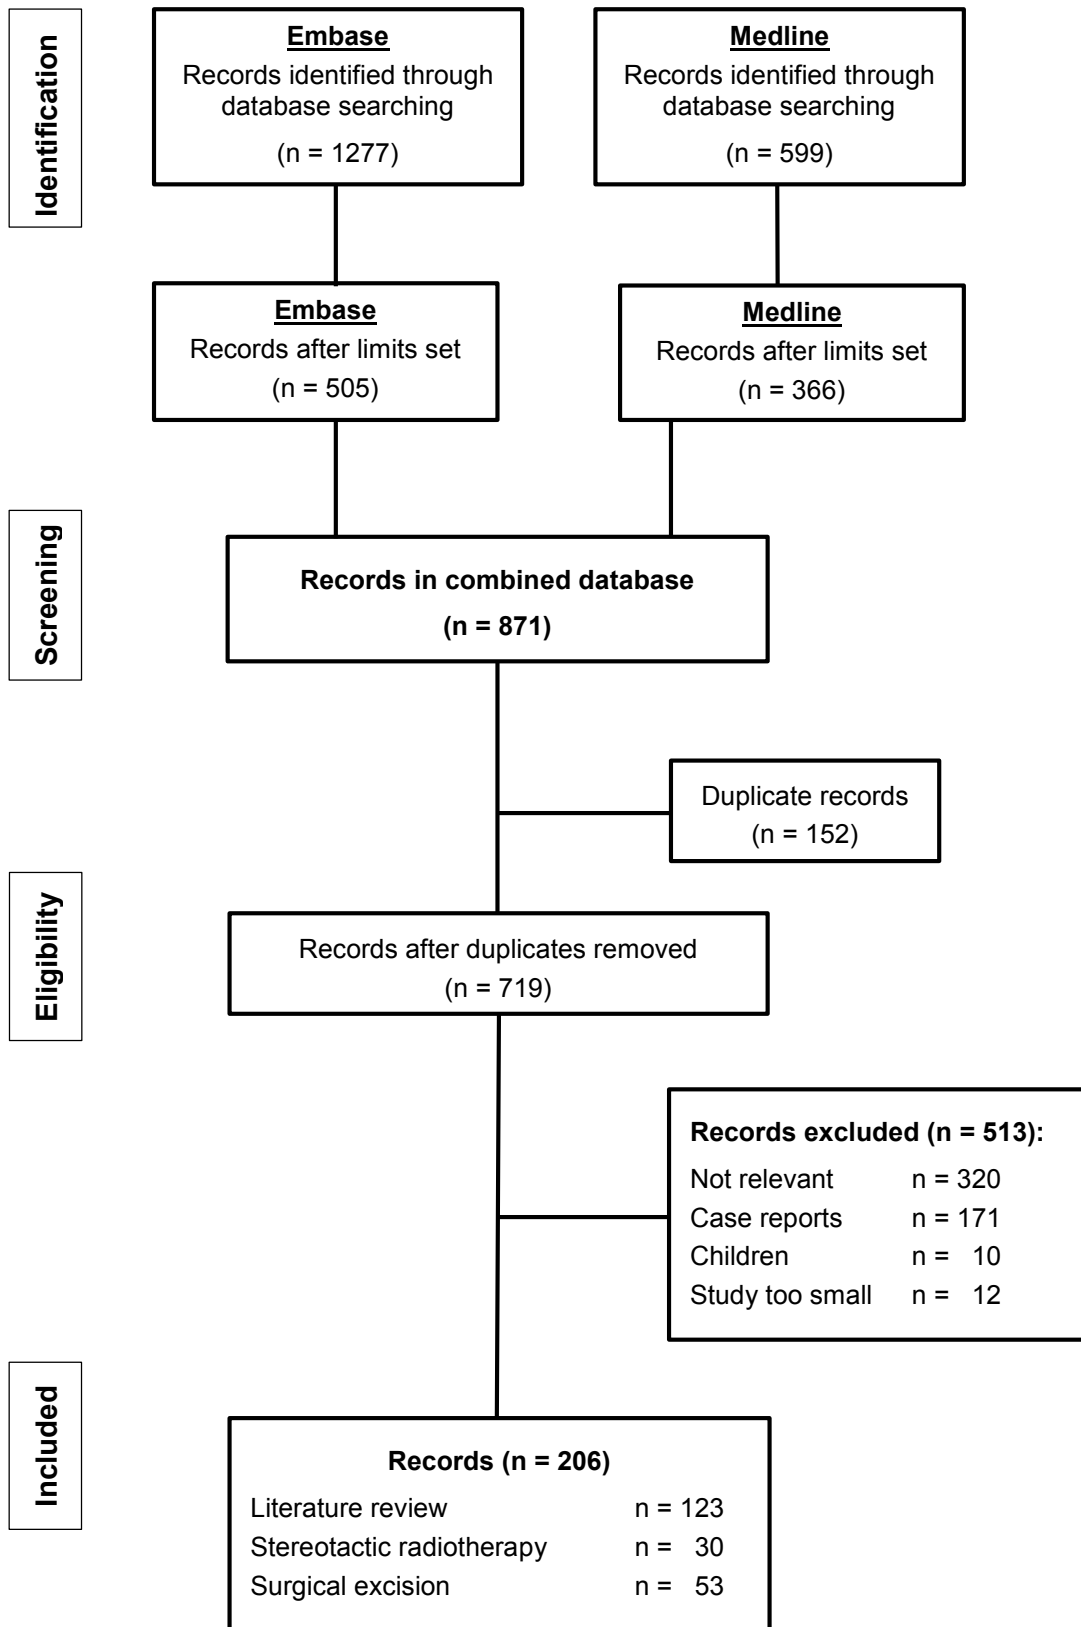 Identification
Embase
Records identified through
database searching
(n = 1277)
Medline
Records identified through
database searching
(n = 599)
Embase
Records after limits set
(n = 505)
Medline
Records after limits set
(n = 366)
Screening
Records in combined database
(n = 871)
Duplicate records
(n = 152)
Eligibility
Records after duplicates removed
(n = 719)
Records excluded (n = 513):
Not relevant n = 320
Case reports n = 171
Children n = 10
Study too small n = 12
Included
Records (n = 206)
Literature review n = 123
Stereotactic radiotherapy n = 30
Surgical excision n = 53